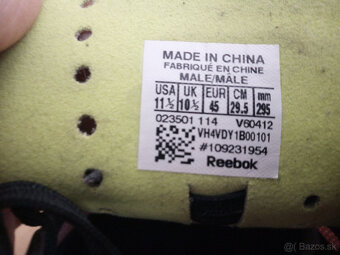 MADE IN CHINA
FABRIQUÉ EN CHINE
MALE/MALE
USA UK EUR CM mm
11½ 10½ 45 29.5 295
023501 114 V60412
VH4VDY1B00101
#109231954
Reebok
bazos.sk